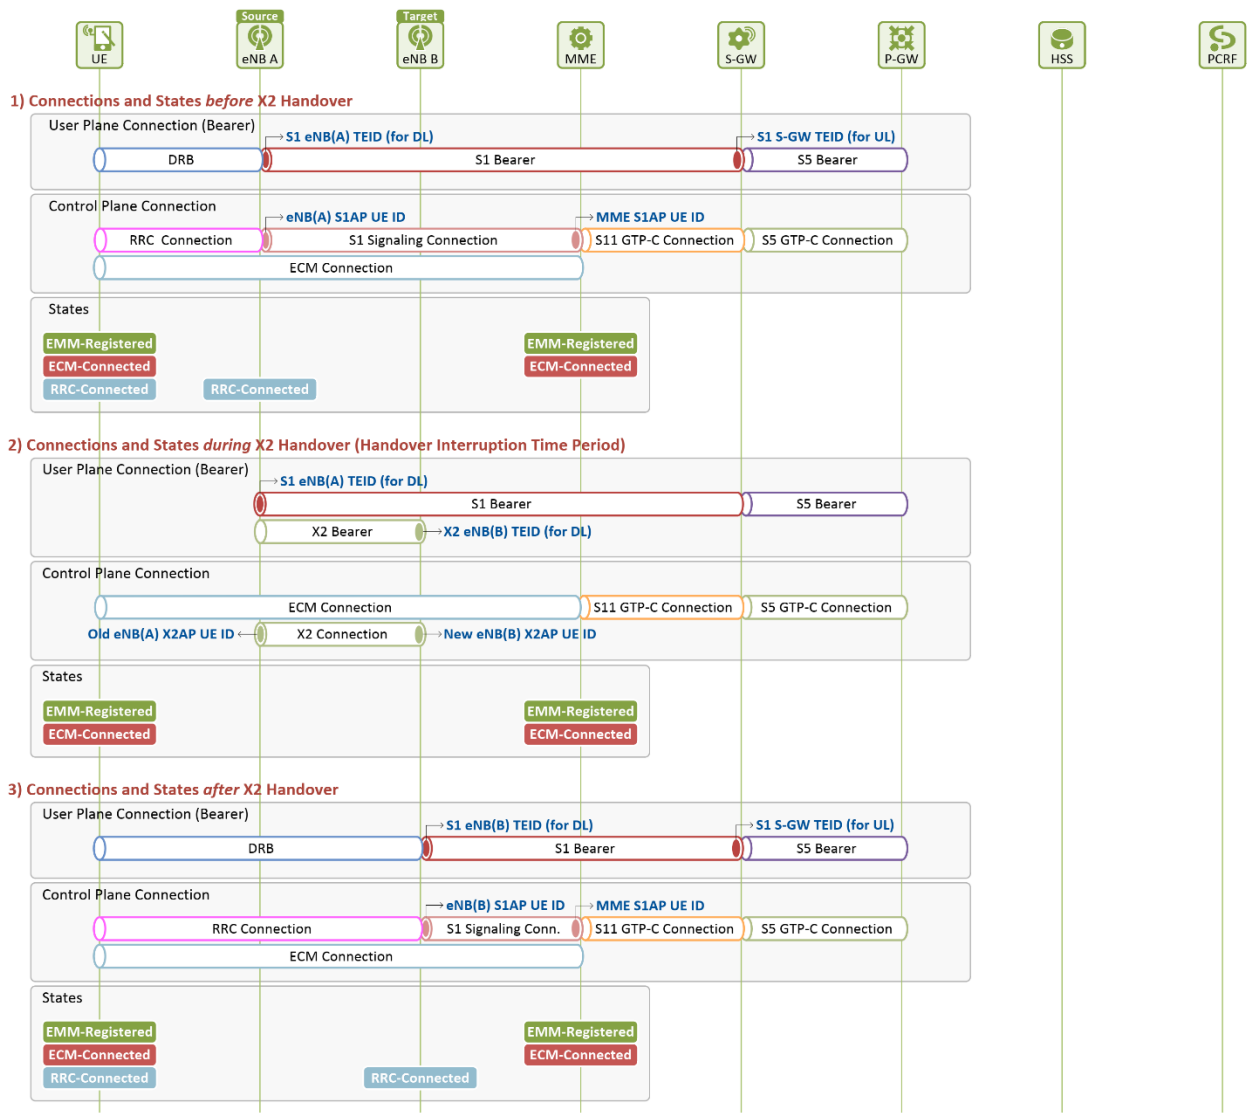 Source Target
UE eNB A eNB B MME S-GW P-GW HSS PCRF
1) Connections and States before X2 Handover
User Plane Connection (Bearer)
S1 eNB(A) TEID (for DL) S1 S-GW TEID (for UL)
DRB S1 Bearer S5 Bearer
Control Plane Connection
eNB(A) S1AP UE ID MME S1AP UE ID
RRC Connection S1 Signaling Connection S11 GTP-C Connection S5 GTP-C Connection
ECM Connection
States
EMM-Registered EMM-Registered
ECM-Connected ECM-Connected
RRC-Connected RRC-Connected
2) Connections and States during X2 Handover (Handover Interruption Time Period)
User Plane Connection (Bearer)
S1 eNB(A) TEID (for DL)
S1 Bearer S5 Bearer
X2 Bearer X2 eNB(B) TEID (for DL)
Control Plane Connection
ECM Connection S11 GTP-C Connection S5 GTP-C Connection
Old eNB(A) X2AP UE ID X2 Connection New eNB(B) X2AP UE ID
States
EMM-Registered EMM-Registered
ECM-Connected ECM-Connected
3) Connections and States after X2 Handover
User Plane Connection (Bearer)
S1 eNB(B) TEID (for DL) S1 S-GW TEID (for UL)
DRB S1 Bearer S5 Bearer
Control Plane Connection
eNB(B) S1AP UE ID MME S1AP UE ID
RRC Connection S1 Signaling Conn. S11 GTP-C Connection S5 GTP-C Connection
ECM Connection
States
EMM-Registered EMM-Registered
ECM-Connected ECM-Connected
RRC-Connected RRC-Connected